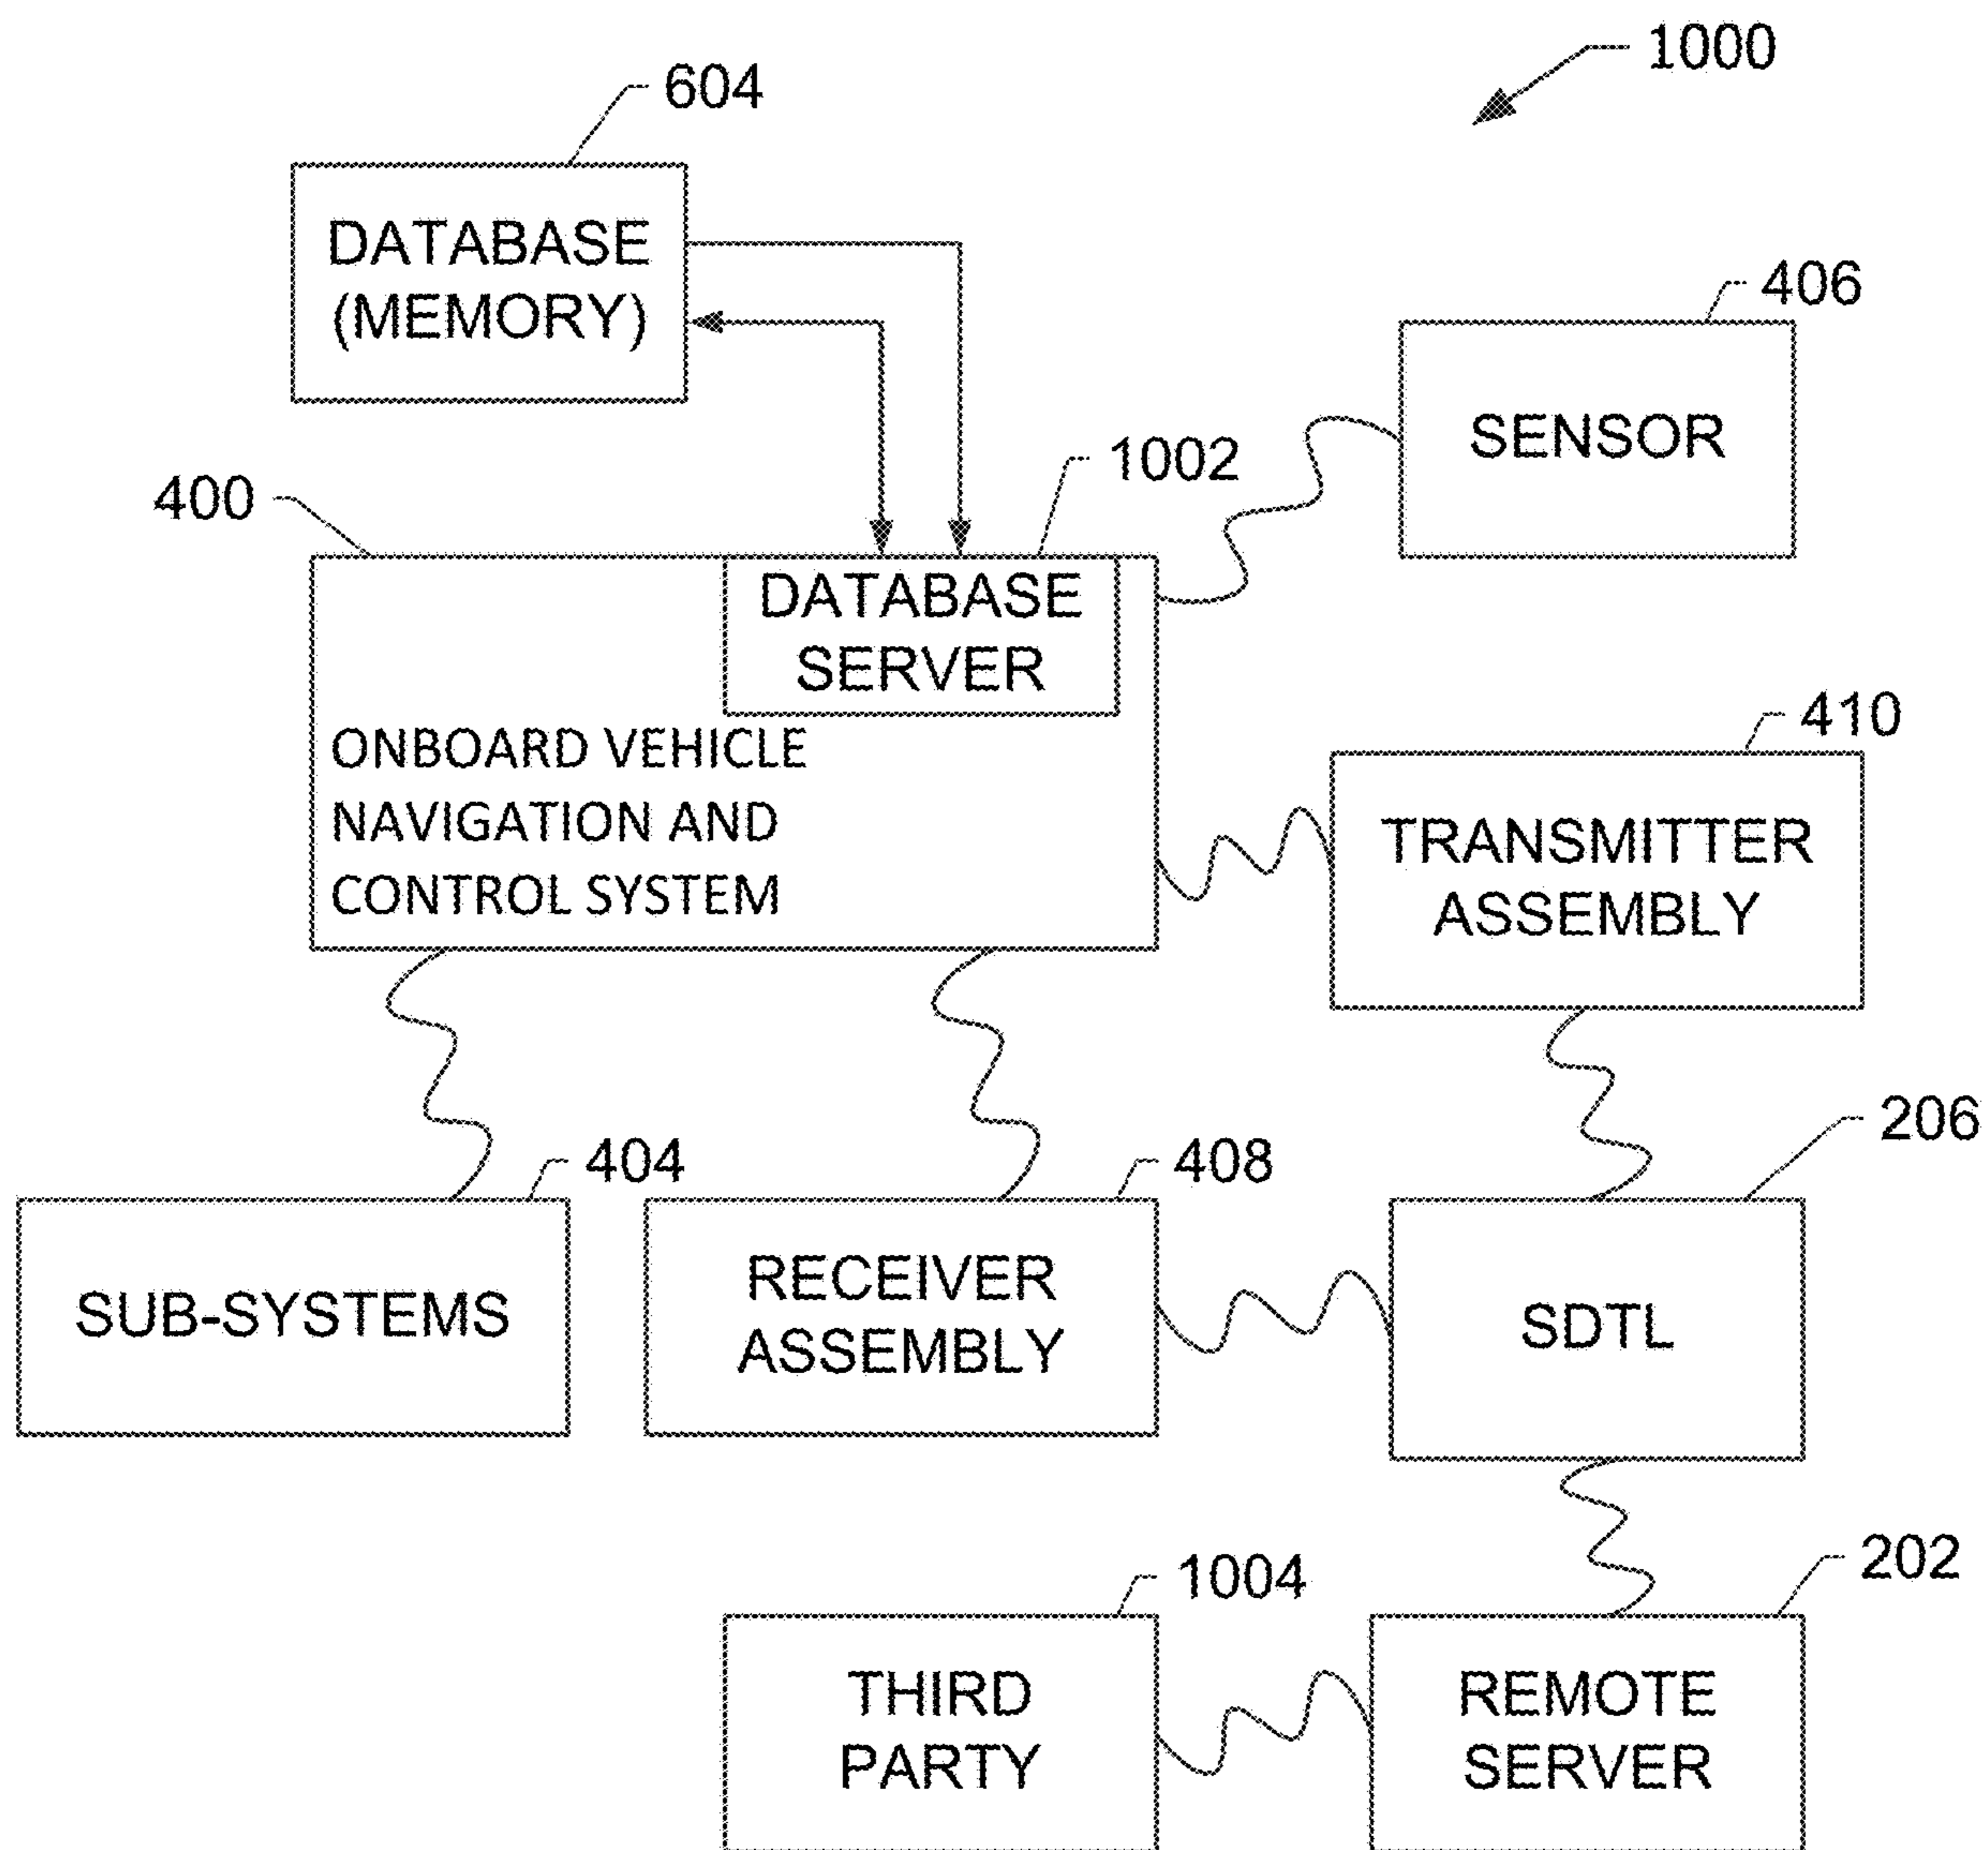 1000
604
DATABASE
(MEMORY)
406
SENSOR
400
1002
DATABASE
SERVER
ONBOARD VEHICLE
NAVIGATION AND
CONTROL SYSTEM
410
TRANSMITTER
ASSEMBLY
404
SUB-SYSTEMS
408
RECEIVER
ASSEMBLY
206
SDTL
1004
THIRD
PARTY
202
REMOTE
SERVER